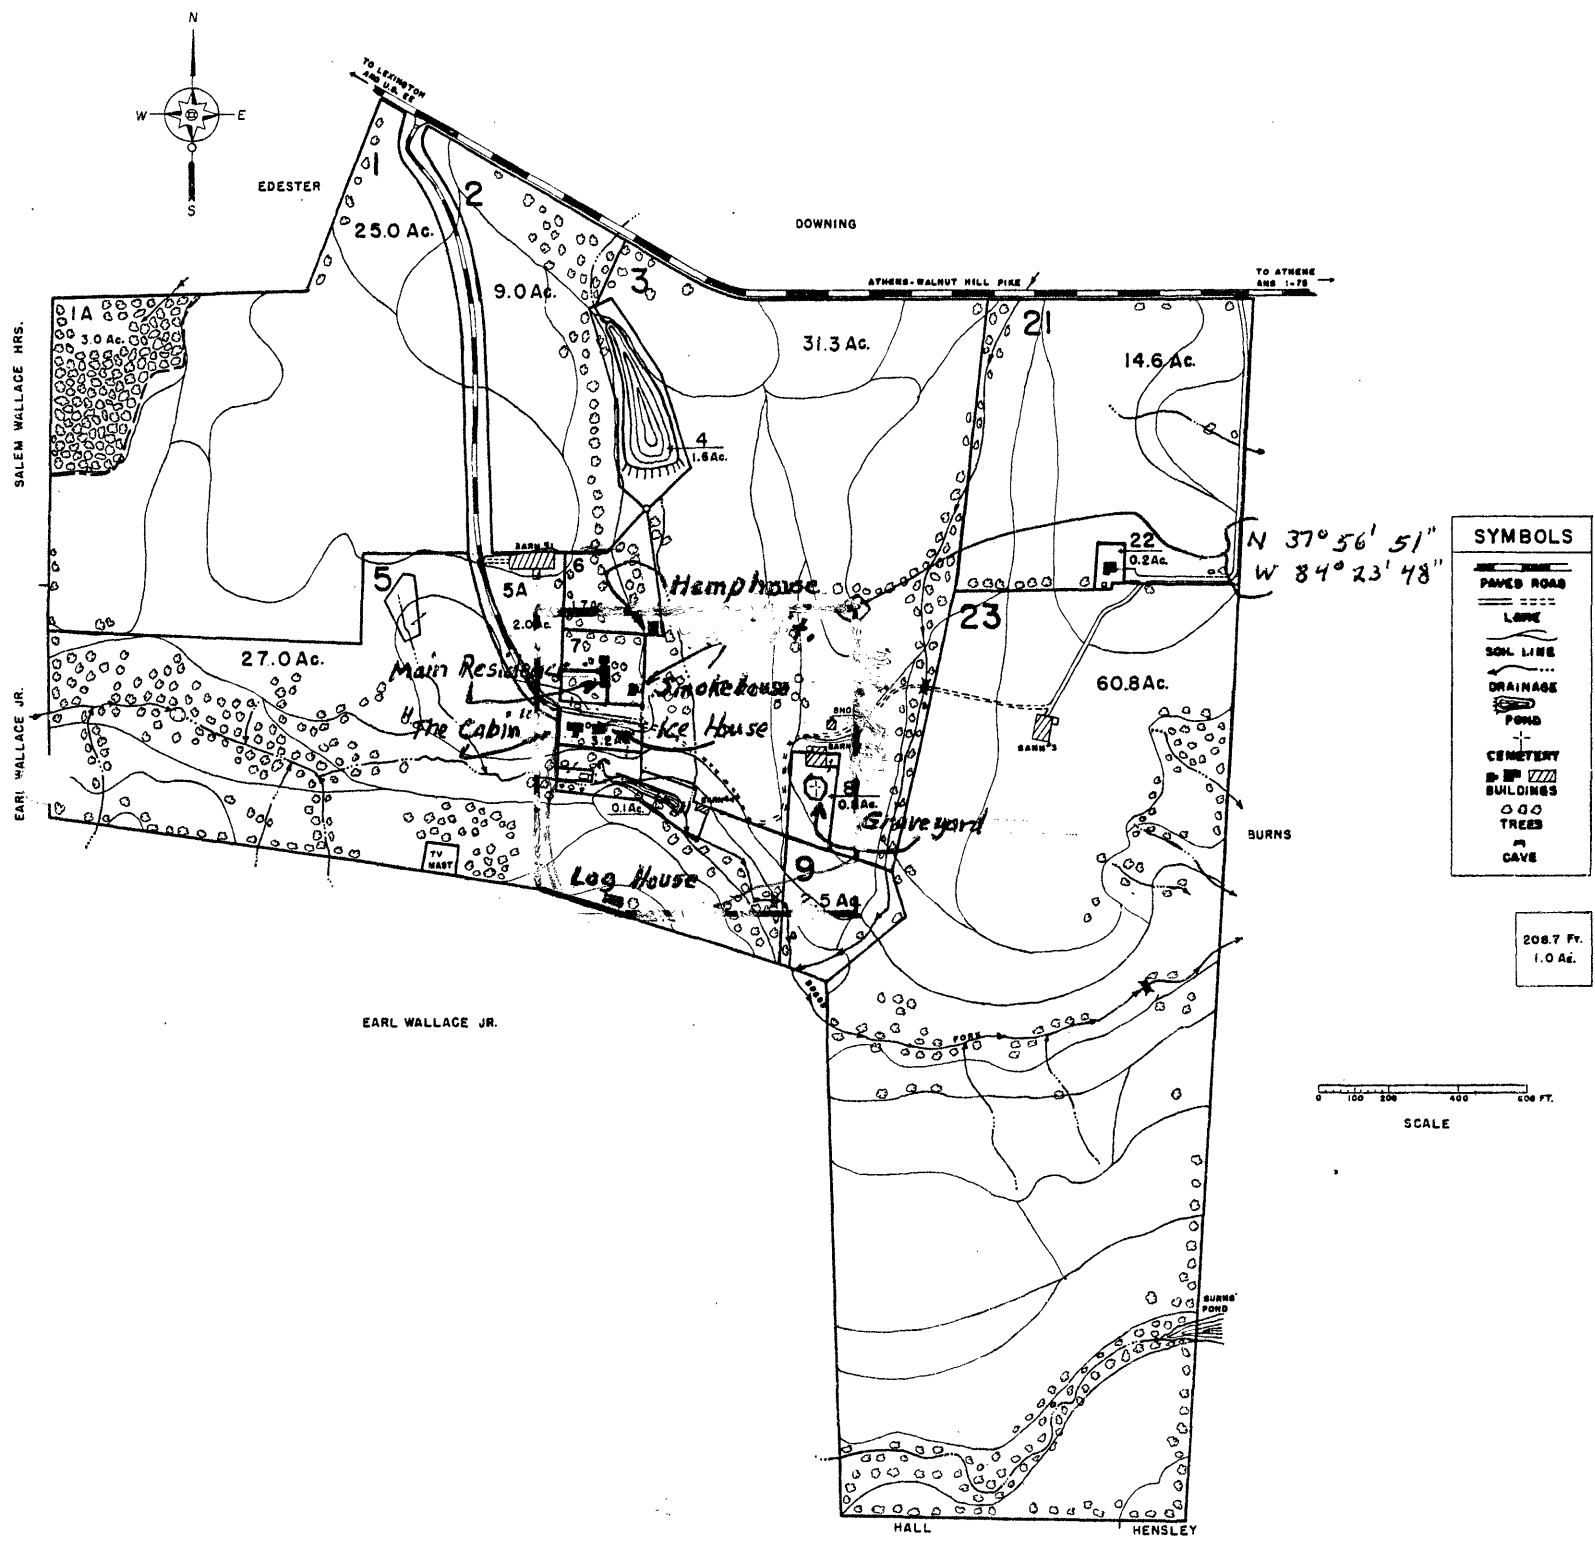 N
W E
S
TO LEXINGTON
AND U.S.
EDESTER
1
2
25.0 Ac.
DOWNING
3
9.0 Ac.
ATHENS-WALNUT HILL PIKE
TO ATHENS
AND I-75
1A
3.0 Ac.
31.3 Ac.
21
14.6 Ac.
SALEM WALLACE HRS.
4
1.6 Ac.
N 37° 56' 51"
W 84° 23' 48"
22
0.2 Ac.
5
5A
6
Hemphouse
2.0 Ac.
7
23
27.0 Ac.
Main Residence
Smokehouse
60.8 Ac.
"The Cabin"
Ice House
3.2 Ac.
BARN #3
8
0.1 Ac.
Graveyard
EARL WALLACE JR.
TV
MAST
Log House
9
5 Ac.
BURNS
EARL WALLACE JR.
FORK
BURNS'
POND
HALL
HENSLEY
SYMBOLS
PAVED ROAD
LANE
SOIL LINE
DRAINAGE
POND
CEMETERY
BUILDINGS
TREES
CAVE
208.7 FT.
1.0 Ac.
0 100 200 400 600 FT.
SCALE